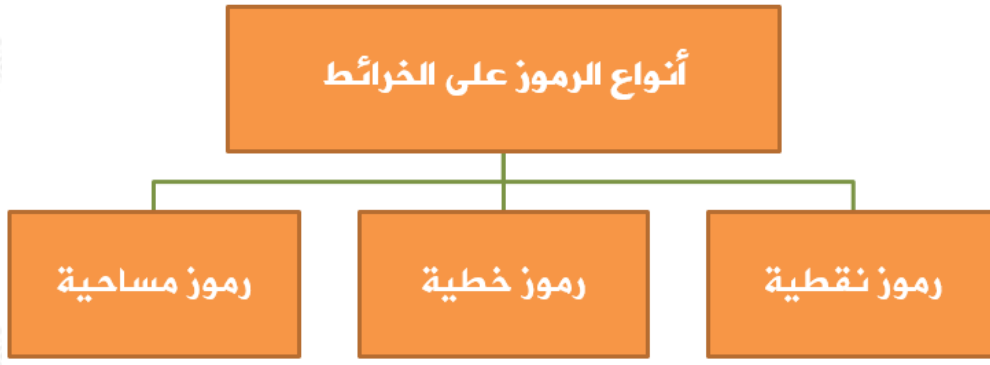 أنواع الرموز على الخرائط
رموز نقطية
رموز خطية
رموز مساحية